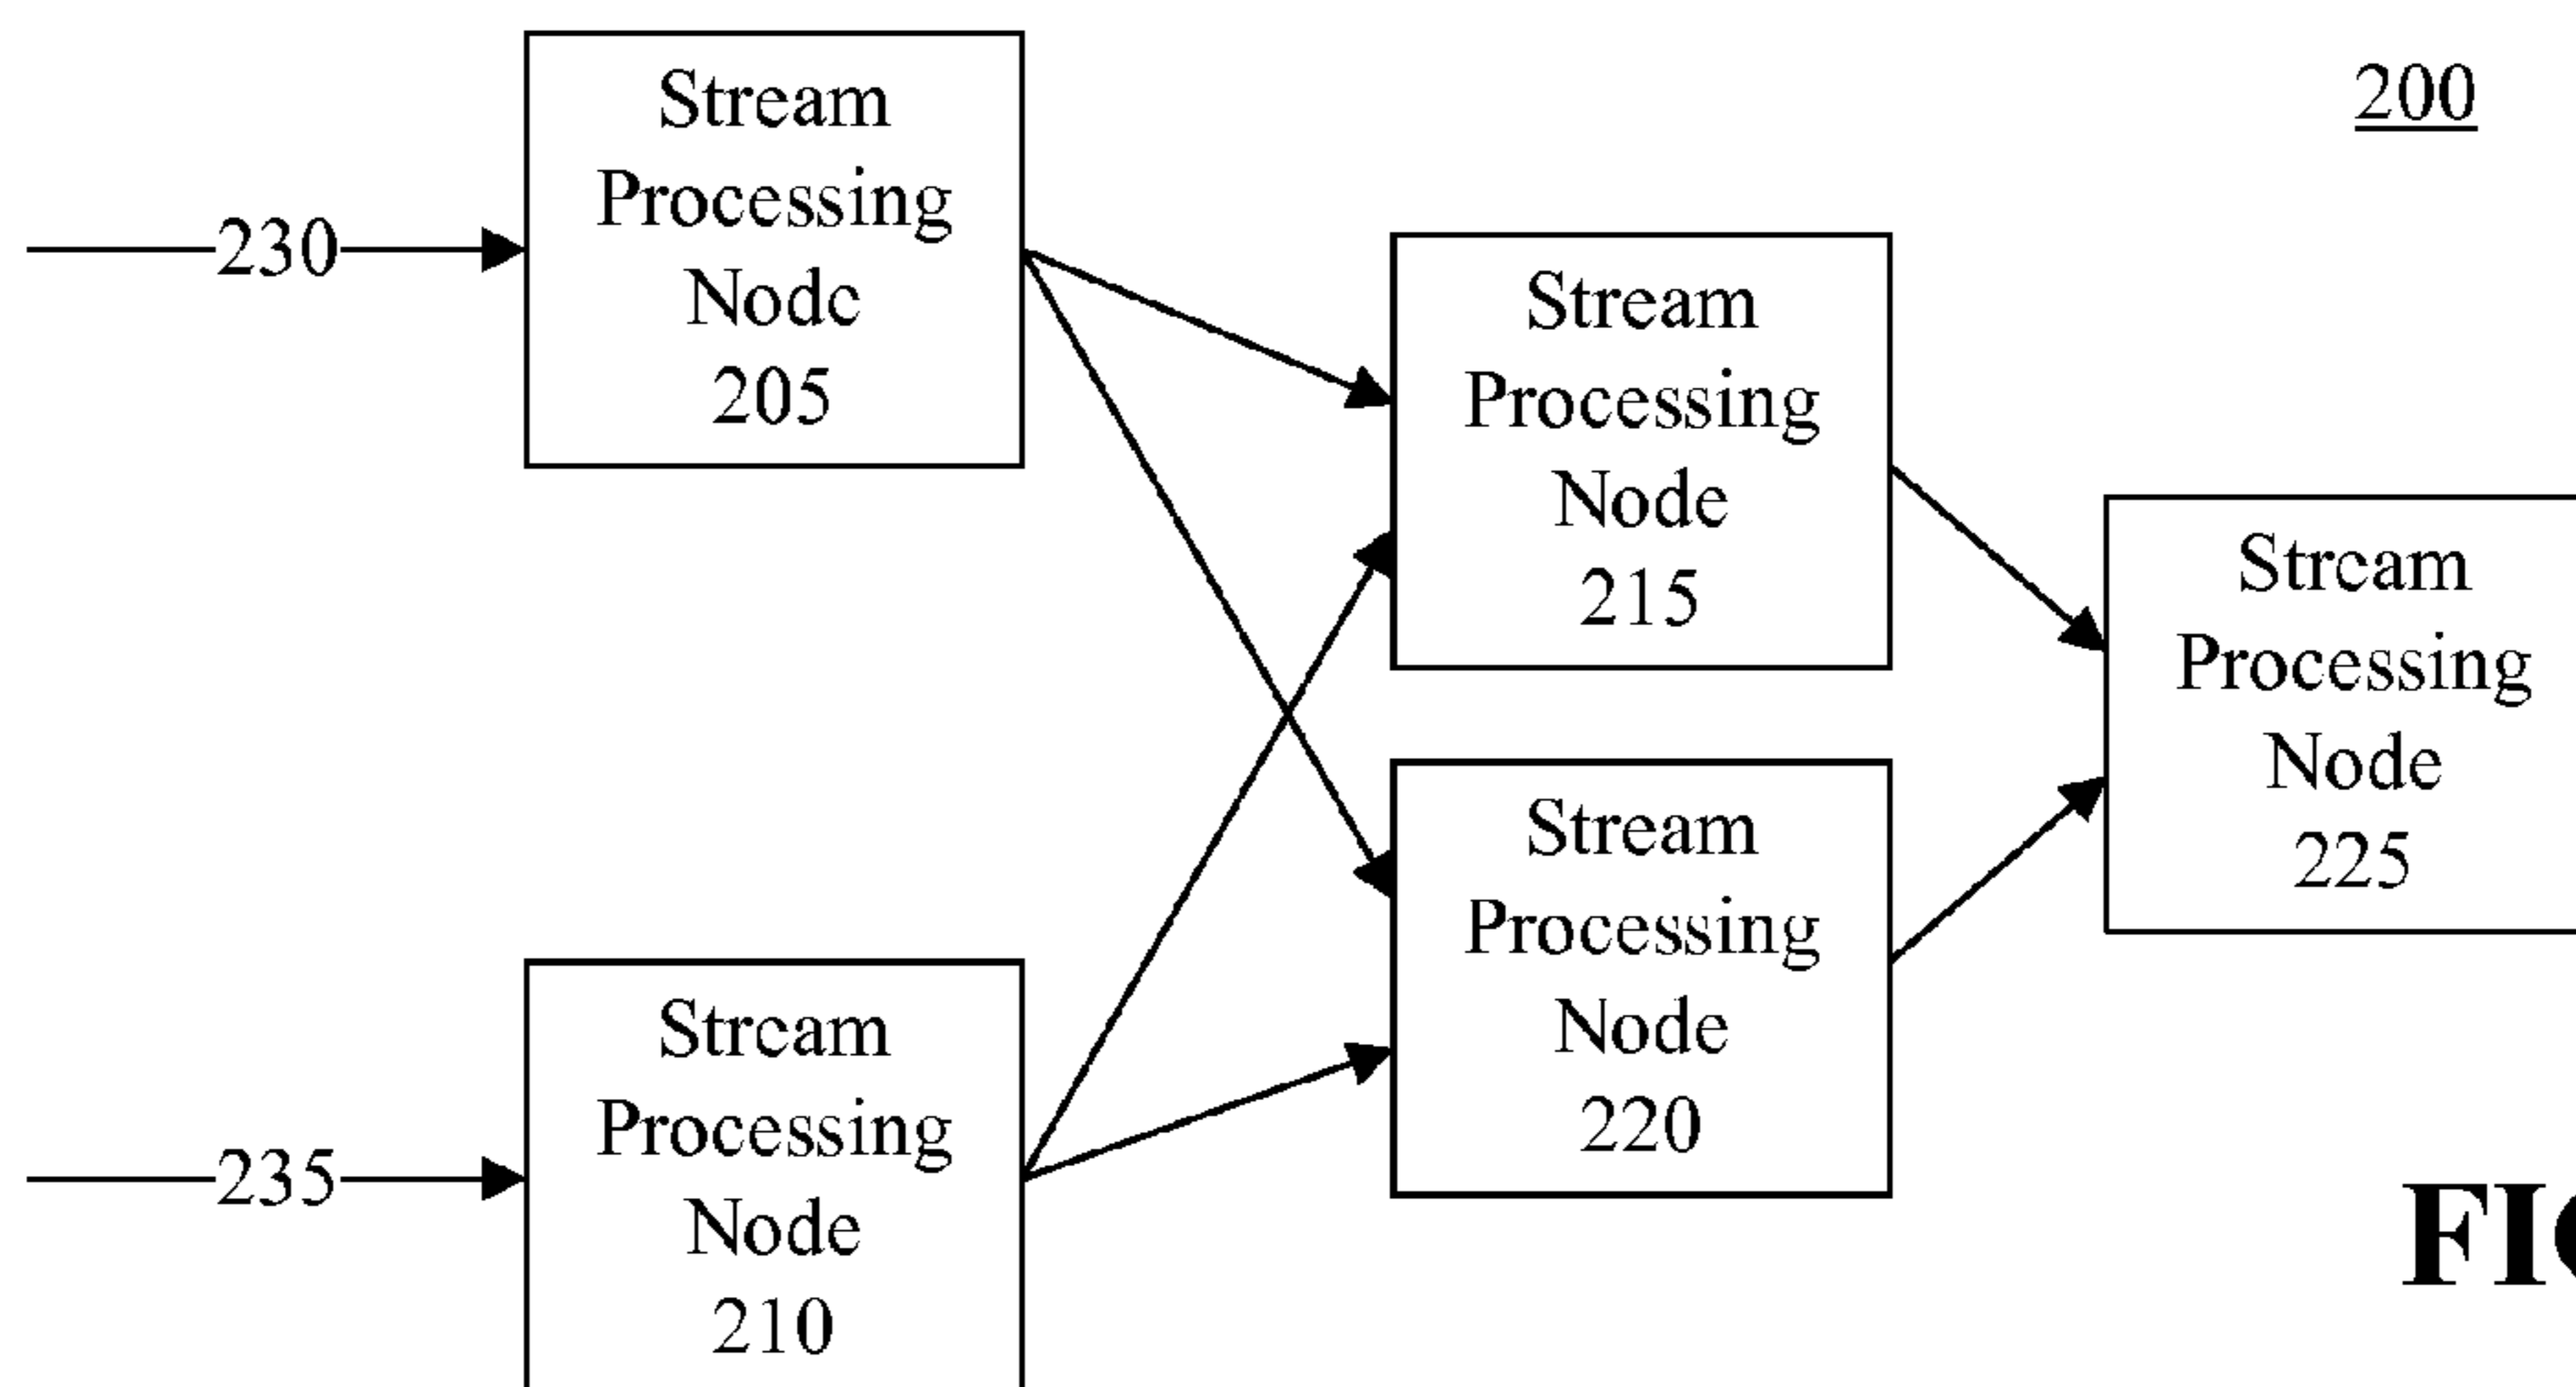 200
230
Stream
Processing
Node
205
Stream
Processing
Node
215
Stream
Processing
Node
225
Stream
Processing
Node
220
235
Stream
Processing
Node
210
FIG